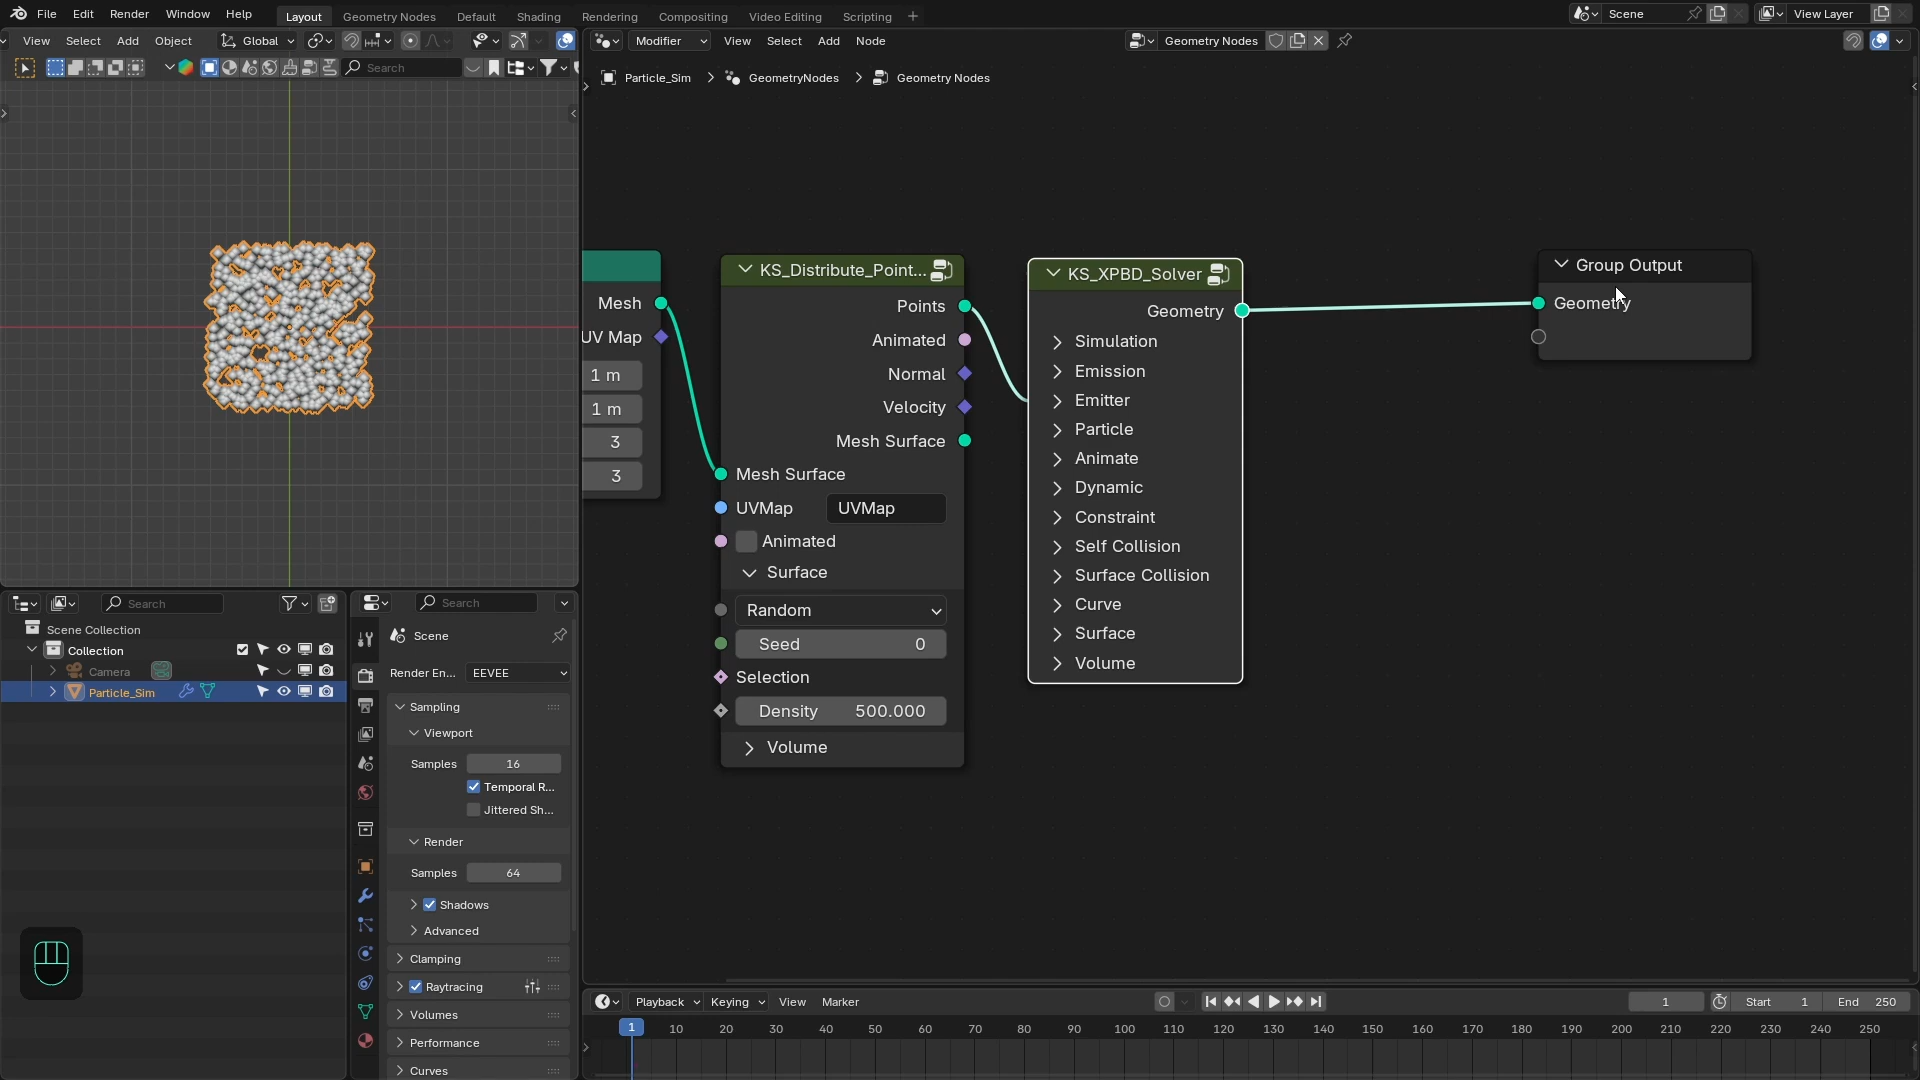 File Edit Render Window Help Layout Geometry Nodes Default Shading Rendering Compositing Video Editing Scripting Scene View Layer
View Select Add Object Global Modifier View Select Add Node Geometry Nodes
Search
Particle_Sim GeometryNodes Geometry Nodes
Mesh
UV Map
1 m
1 m
3
3
KS_Distribute_Point...
Points
Animated
Normal
Velocity
Mesh Surface
Mesh Surface
UVMap UVMap
Animated
Surface
Random
Seed 0
Selection
Density 500.000
Volume
KS_XPBD_Solver
Geometry
Simulation
Emission
Emitter
Particle
Animate
Dynamic
Constraint
Self Collision
Surface Collision
Curve
Surface
Volume
Group Output
Geometry
Search
Scene Collection
Collection
Camera
Particle_Sim
Search
Scene
Render En... EEVEE
Sampling
Viewport
Samples 16
Temporal R...
Jittered Sh...
Render
Samples 64
Shadows
Advanced
Clamping
Raytracing
Volumes
Performance
Curves
Playback Keying View Marker 1 Start 1 End 250
1 10 20 30 40 50 60 70 80 90 100 110 120 130 140 150 160 170 180 190 200 210 220 230 240 250